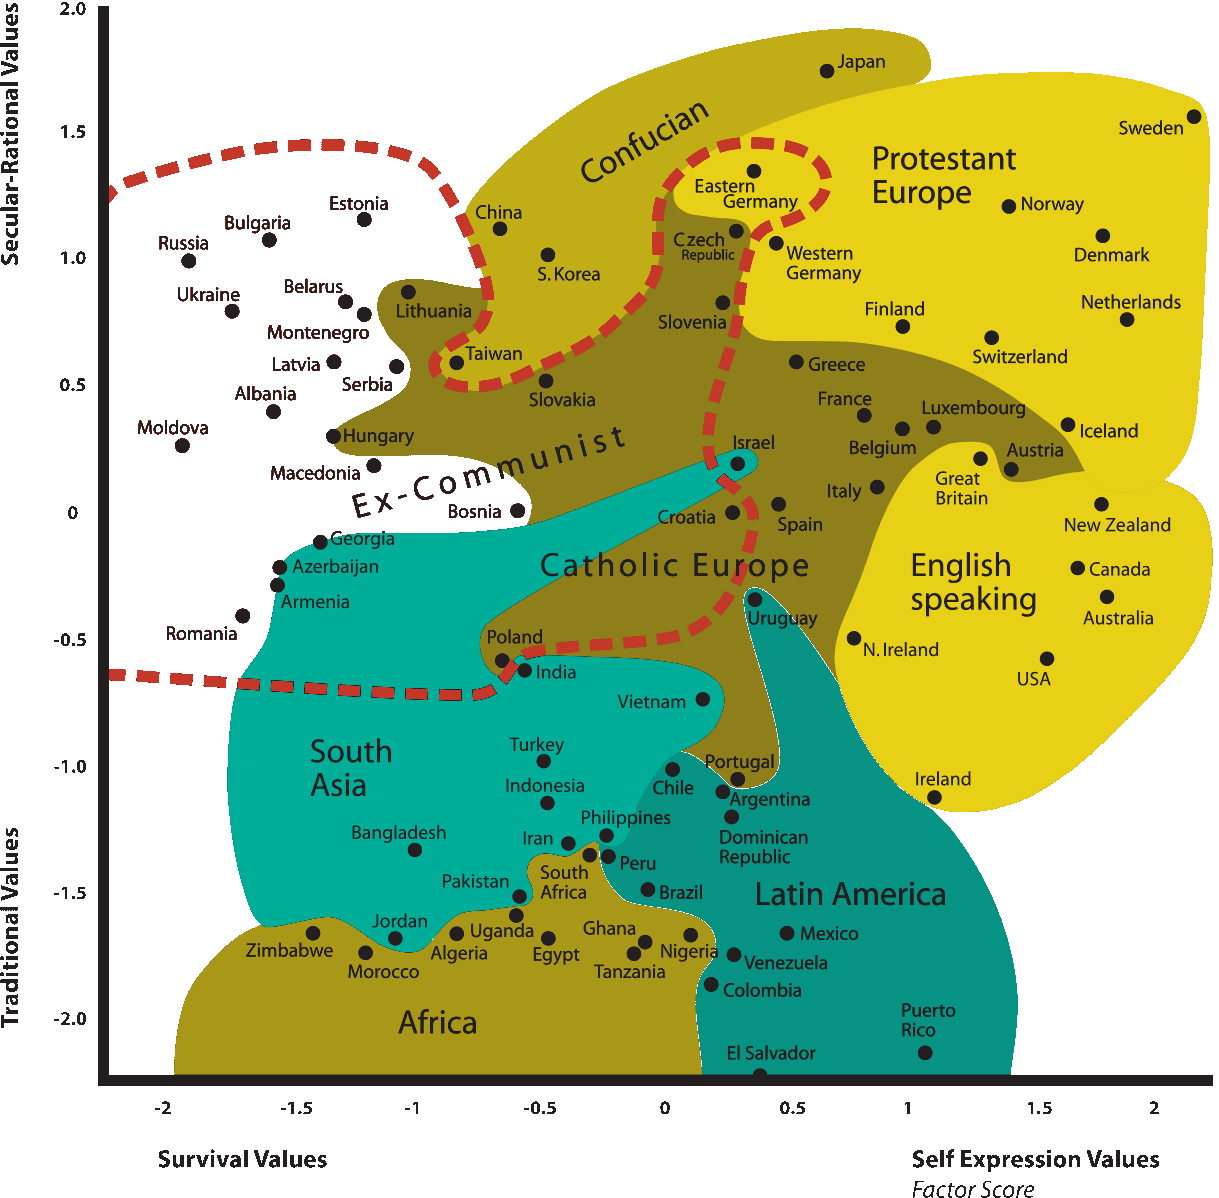 Secular-Rational Values
Traditional Values
2.0
1.5
1.0
0.5
0
-0.5
-1.0
-1.5
-2.0
Japan
Confucian
Sweden
Protestant
Europe
Eastern
Germany
Norway
Estonia
China
Bulgaria
Russia
Czech
Republic
Western
Germany
Denmark
S. Korea
Belarus
Ukraine
Lithuania
Netherlands
Finland
Slovenia
Montenegro
Switzerland
Taiwan
Latvia
Greece
Serbia
Albania
Slovakia
France
Luxembourg
Moldova
Hungary
Iceland
Israel
Belgium
Austria
Macedonia
Ex-Communist
Great
Britain
Italy
Bosnia
Croatia
Spain
New Zealand
Georgia
Azerbaijan
Catholic Europe
English
speaking
Canada
Armenia
Australia
Uruguay
Romania
Poland
N. Ireland
India
USA
Vietnam
South
Asia
Turkey
Portugal
Chile
Ireland
Indonesia
Argentina
Philippines
Bangladesh
Iran
Dominican
Republic
Peru
South
Africa
Pakistan
Brazil
Latin America
Jordan
Uganda
Ghana
Mexico
Zimbabwe
Algeria
Egypt
Nigeria
Morocco
Tanzania
Venezuela
Colombia
Africa
Puerto
Rico
El Salvador
-2
-1.5
-1
-0.5
0
0.5
1
1.5
2
Survival Values
Self Expression Values
Factor Score